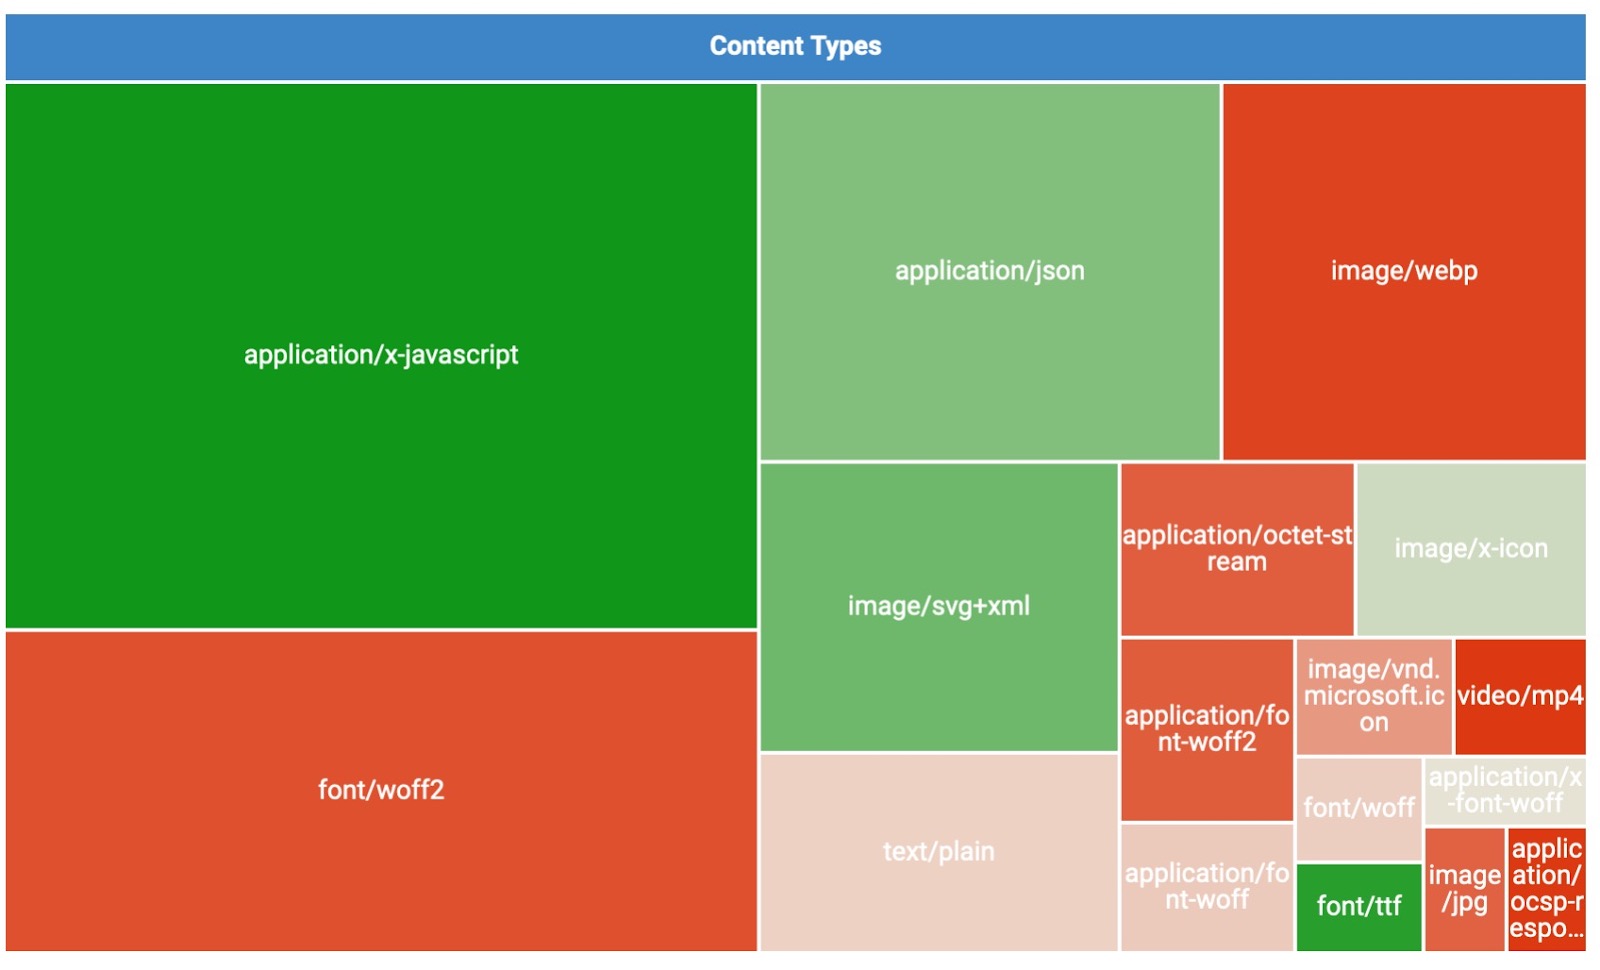 Content Types
application/x-javascript
application/json
image/webp
font/woff2
image/svg+xml
text/plain
application/octet-st
ream
image/x-icon
application/fo
nt-woff2
image/vnd.
microsoft.ic
on
video/mp4
application/fo
nt-woff
font/woff
application/x
-font-woff
font/ttf
image
/jpg
applic
ation/
ocsp-r
espo...